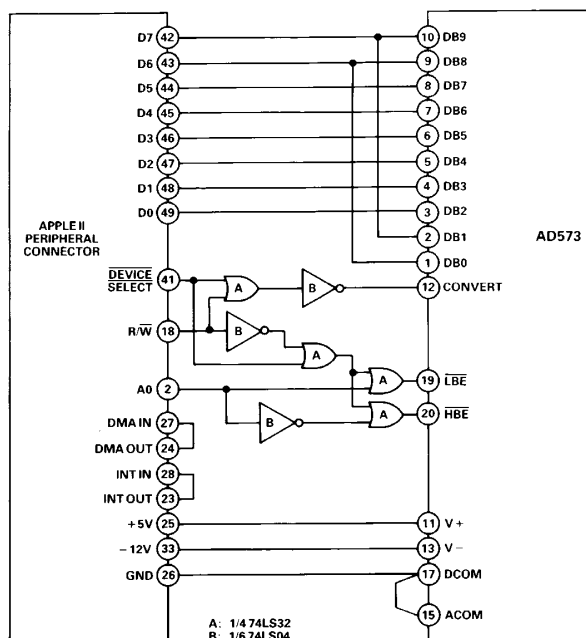 D7 42 10 DB9
D6 43 9 DB8
D5 44 8 DB7
D4 45 7 DB6
D3 46 6 DB5
D2 47 5 DB4
D1 48 4 DB3
D0 49 3 DB2
2 DB1
1 DB0
APPLE II
PERIPHERAL
CONNECTOR
AD573
DEVICE
SELECT
41 A B 12 CONVERT
R/W 18 B A
A 19 LBE
A0 2
B A 20 HBE
DMA IN 27
DMA OUT 24
INT IN 28
INT OUT 23
+5V 25 11 V+
-12V 33 13 V-
GND 26 17 DCOM
15 ACOM
A: 1/4 74LS32
B: 1/6 74LS04